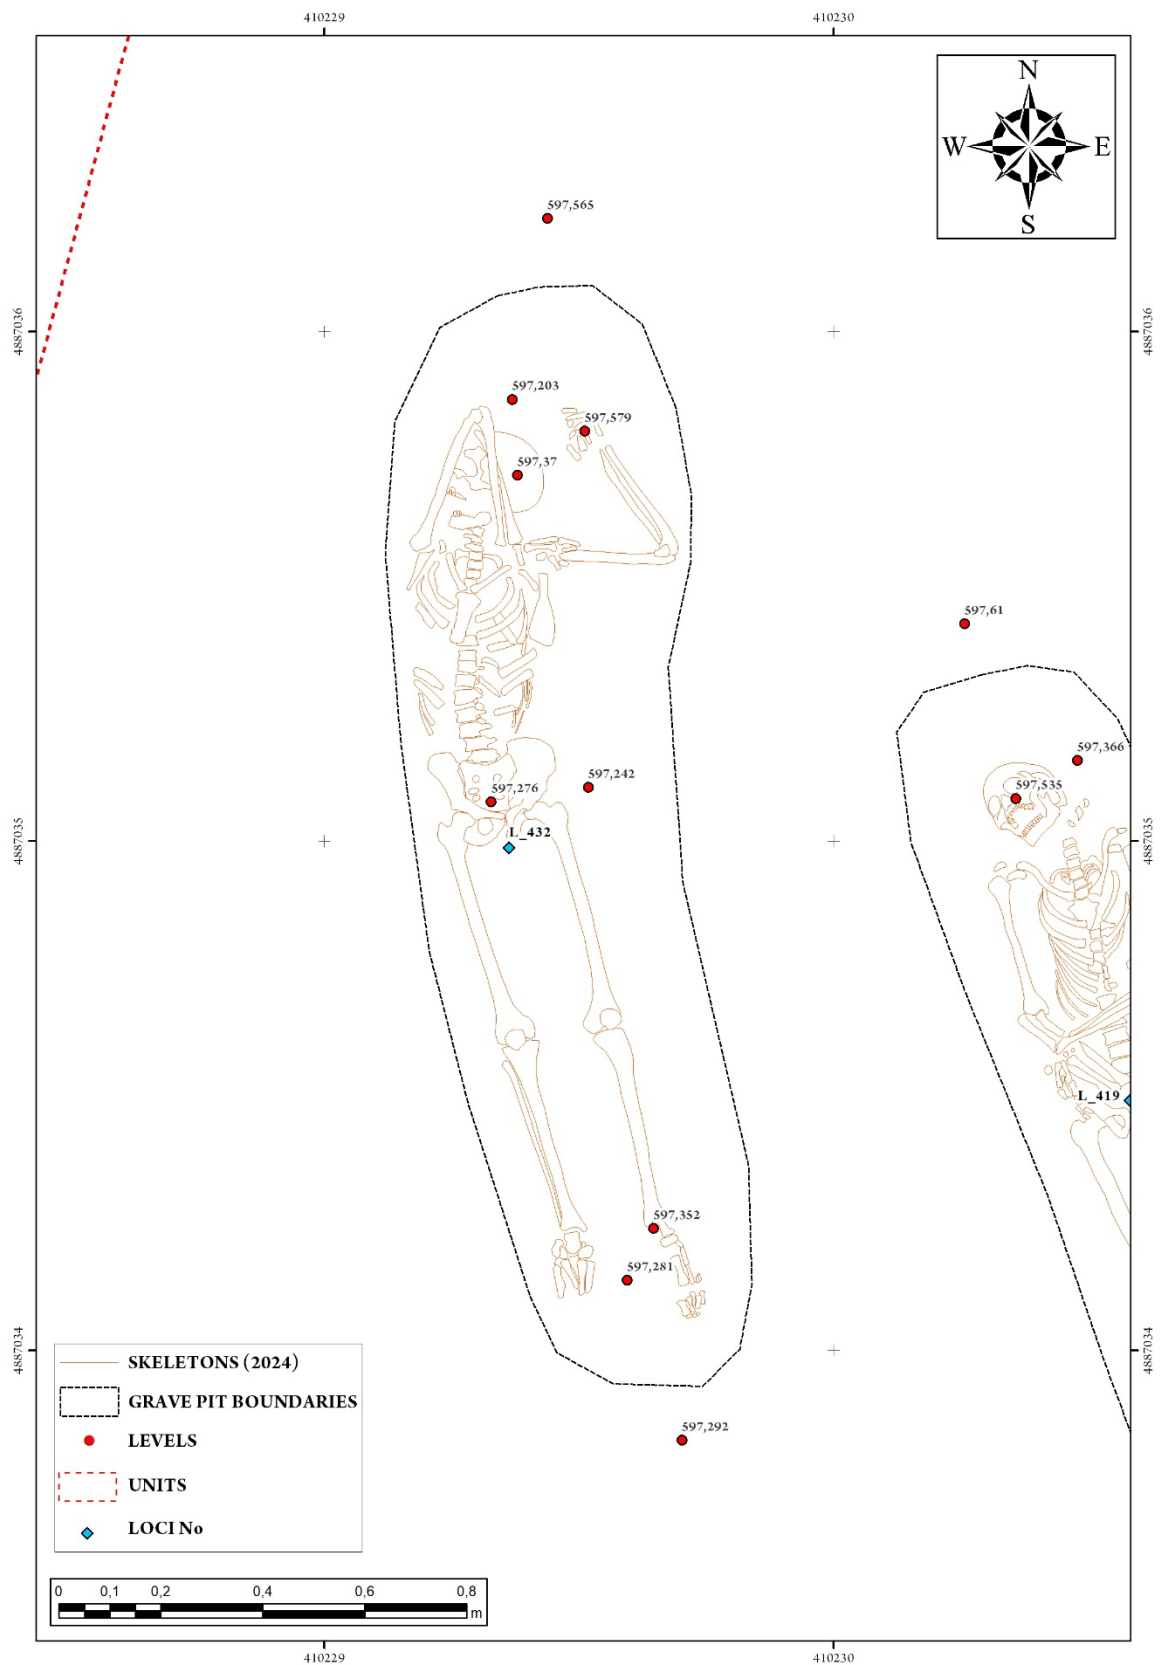 410229 410230
N
W E
S
597,565
4887036 4887036
597,203
597,579
597,37
597,61
597,366
597,242
597,535
597,276
L_432
4887035 4887035
L_419
597,352
597,281
4887034 4887034
SKELETONS (2024)
GRAVE PIT BOUNDARIES
597,292
LEVELS
UNITS
LOCI No
0 0,1 0,2 0,4 0,6 0,8
m
410229 410230